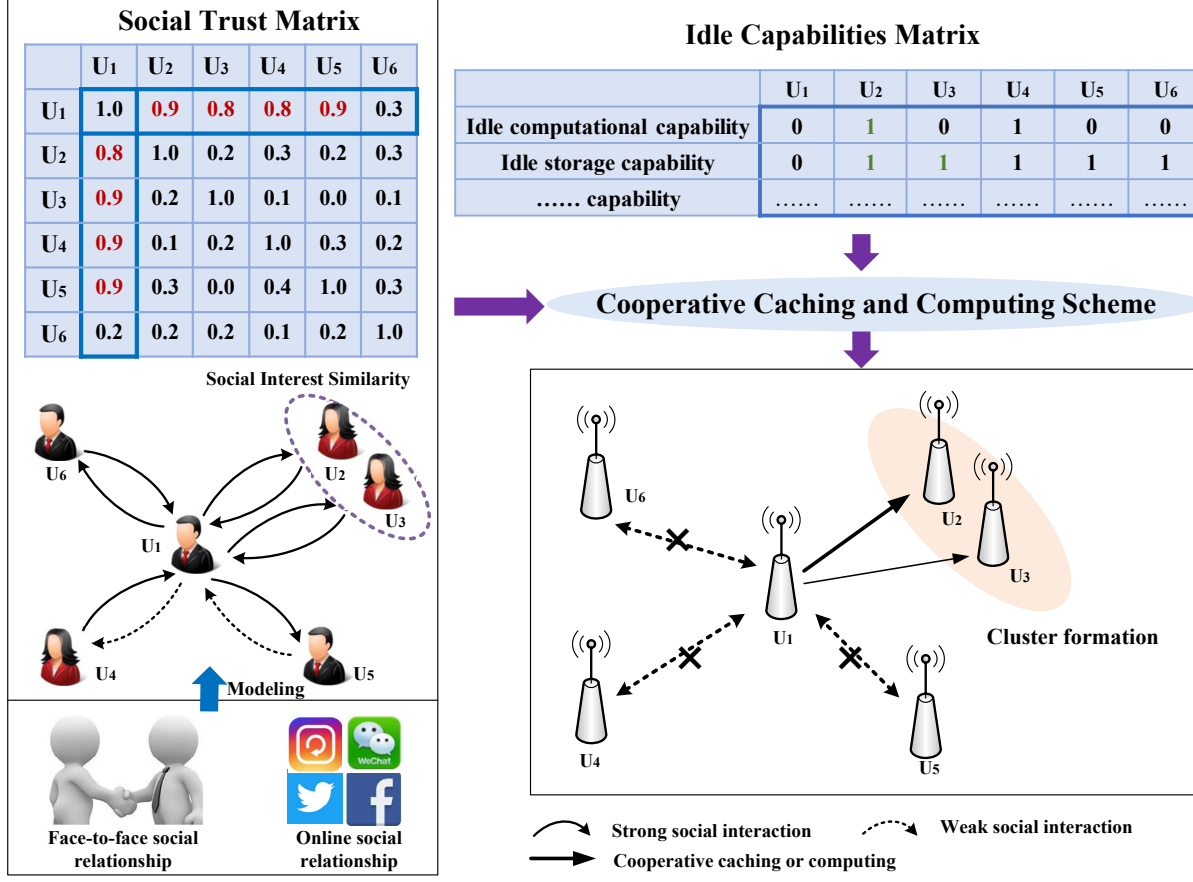 Social Trust Matrix
U1 U2 U3 U4 U5 U6
U1 1.0 0.9 0.8 0.8 0.9 0.3
U2 0.8 1.0 0.2 0.3 0.2 0.3
U3 0.9 0.2 1.0 0.1 0.0 0.1
U4 0.9 0.1 0.2 1.0 0.3 0.2
U5 0.9 0.3 0.0 0.4 1.0 0.3
U6 0.2 0.2 0.2 0.1 0.2 1.0
Social Interest Similarity
U6
U2
U3
U1
U4
U5
Modeling
WeChat
Face-to-face social
relationship
Online social
relationship
Idle Capabilities Matrix
U1 U2 U3 U4 U5 U6
Idle computational capability 0 1 0 1 0 0
Idle storage capability 0 1 1 1 1 1
...... capability ...... ...... ...... ...... ...... ......
Cooperative Caching and Computing Scheme
U6
U2
U3
U1
Cluster formation
U4
U5
Strong social interaction
Weak social interaction
Cooperative caching or computing